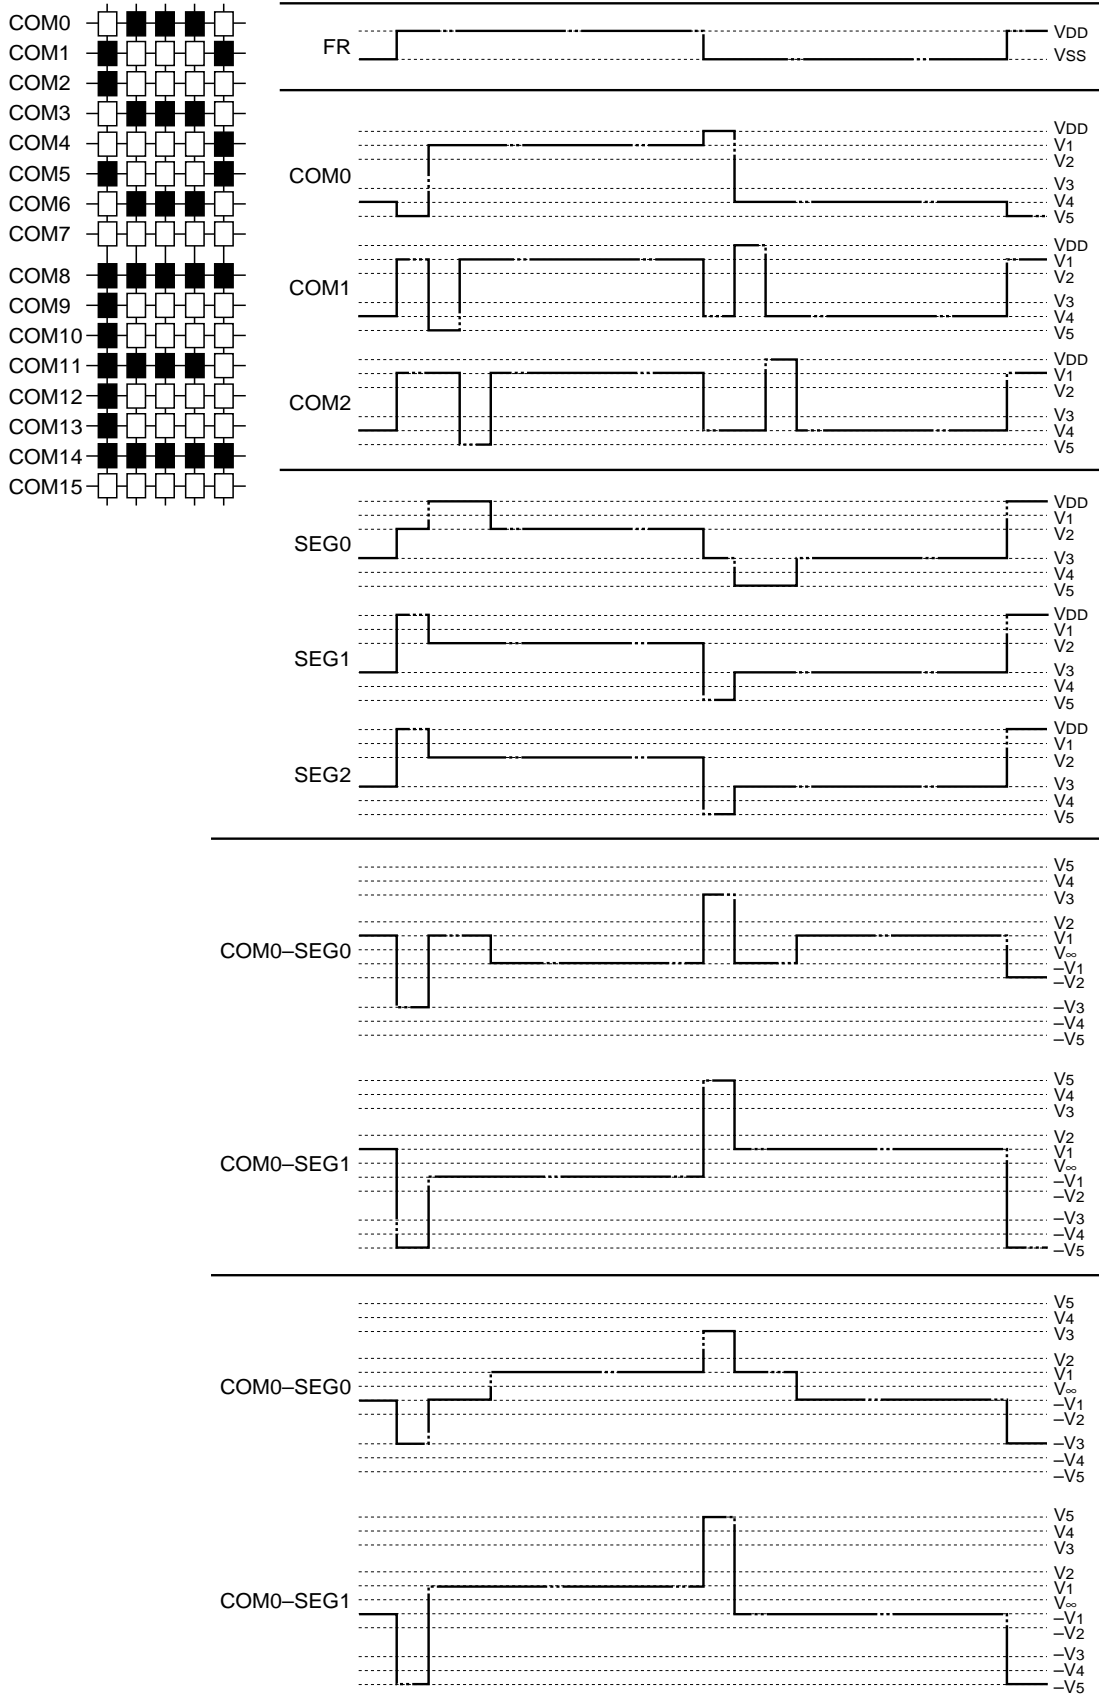 COM0
COM1
COM2
COM3
COM4
COM5
COM6
COM7
COM8
COM9
COM10
COM11
COM12
COM13
COM14
COM15
FR
VDD
VSS
COM0
VDD
V1
V2
V3
V4
V5
COM1
VDD
V1
V2
V3
V4
V5
COM2
VDD
V1
V2
V3
V4
V5
SEG0
VDD
V1
V2
V3
V4
V5
SEG1
VDD
V1
V2
V3
V4
V5
SEG2
VDD
V1
V2
V3
V4
V5
COM0–SEG0
V5
V4
V3
V2
V1
V∞
–V1
–V2
–V3
–V4
–V5
COM0–SEG1
V5
V4
V3
V2
V1
V∞
–V1
–V2
–V3
–V4
–V5
COM0–SEG0
V5
V4
V3
V2
V1
V∞
–V1
–V2
–V3
–V4
–V5
COM0–SEG1
V5
V4
V3
V2
V1
V∞
–V1
–V2
–V3
–V4
–V5